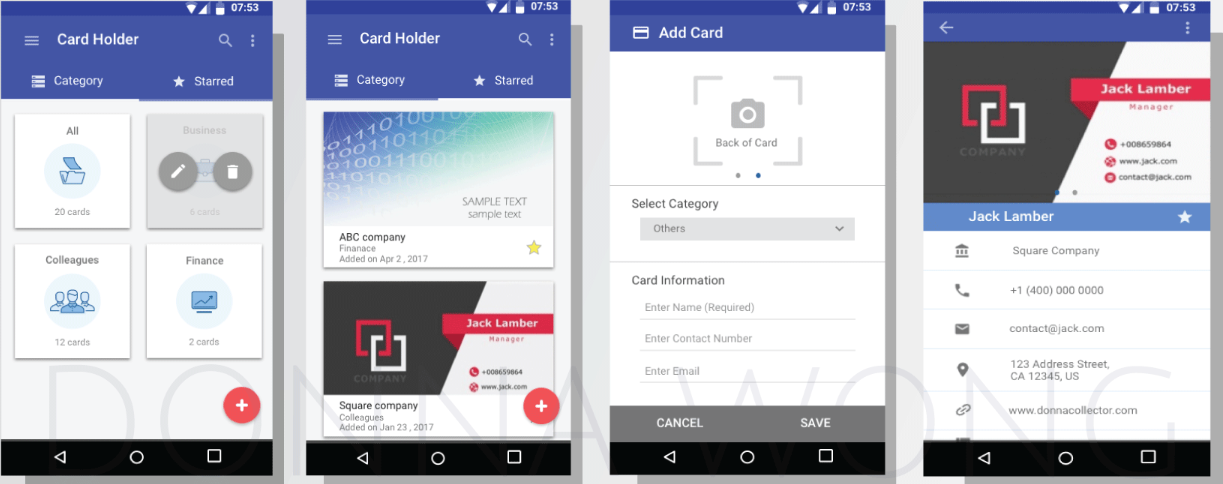 07:53
Card Holder
Category
Starred
All
20 cards
Business
6 cards
Colleagues
12 cards
Finance
2 cards
+
07:53
Card Holder
Category
Starred
11010100
SAMPLE TEXT
sample text
ABC company
Finanace
Added on Apr 2 , 2017
Jack Lamber
Manager
COMPANY
+008659864
www.jack.com
Square company
Colleagues
Added on Jan 23 , 2017
+
07:53
Add Card
Back of Card
Select Category
Others
Card Information
Enter Name (Required)
Enter Contact Number
Enter Email
CANCEL
SAVE
07:53
Jack Lamber
Manager
COMPANY
+008659864
www.jack.com
contact@jack.com
Jack Lamber
Square Company
+1 (400) 000 0000
contact@jack.com
123 Address Street,
CA 12345, US
www.donnacollector.com
DONNA WONG